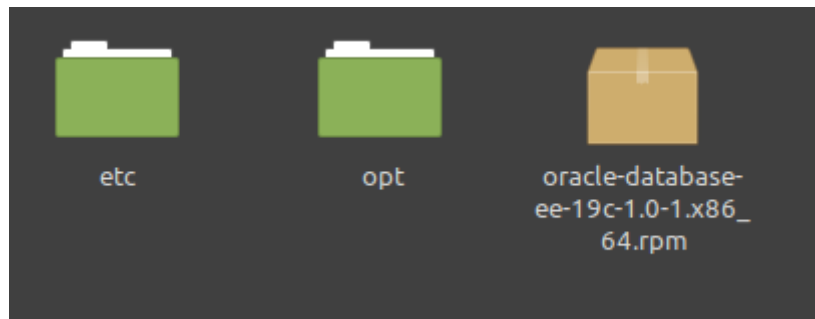 etc
opt
oracle-database-
ee-19c-1.0-1.x86_
64.rpm